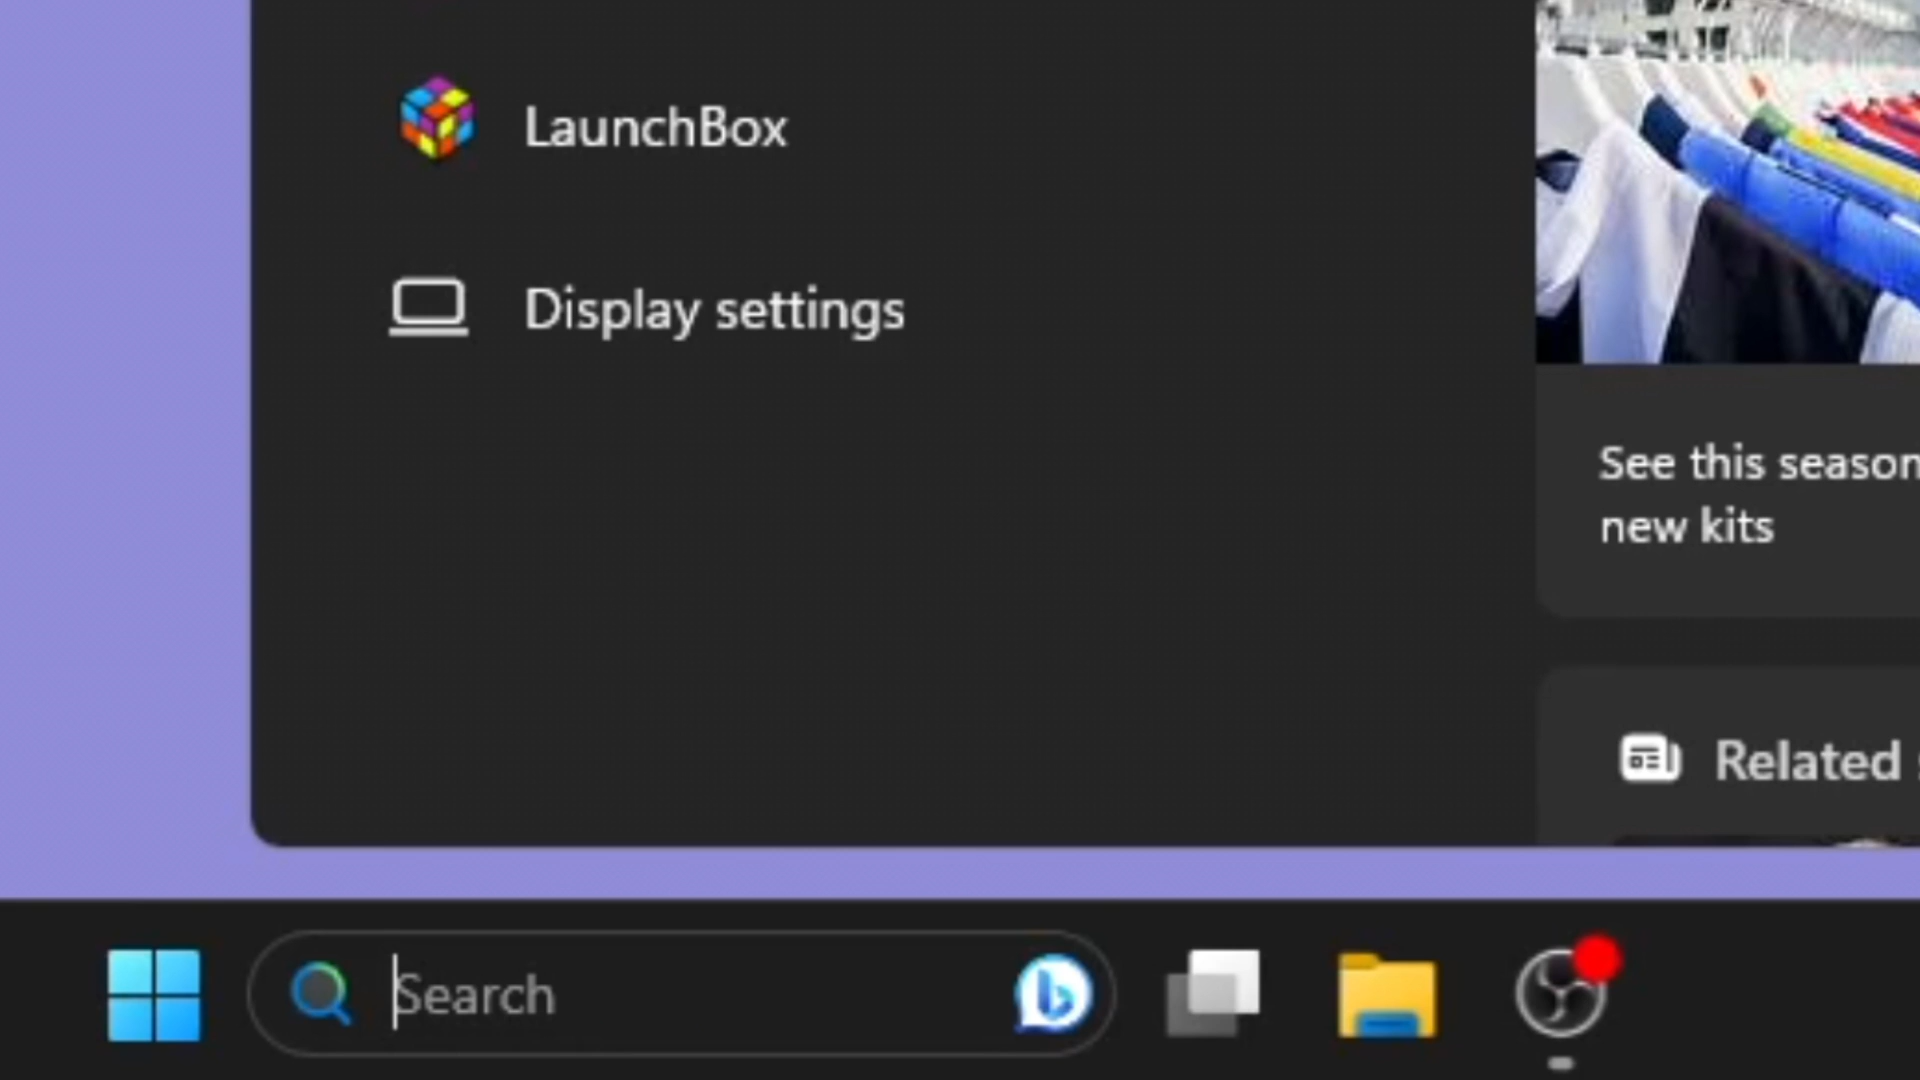 LaunchBox
Display settings
See this season
new kits
Related
Search